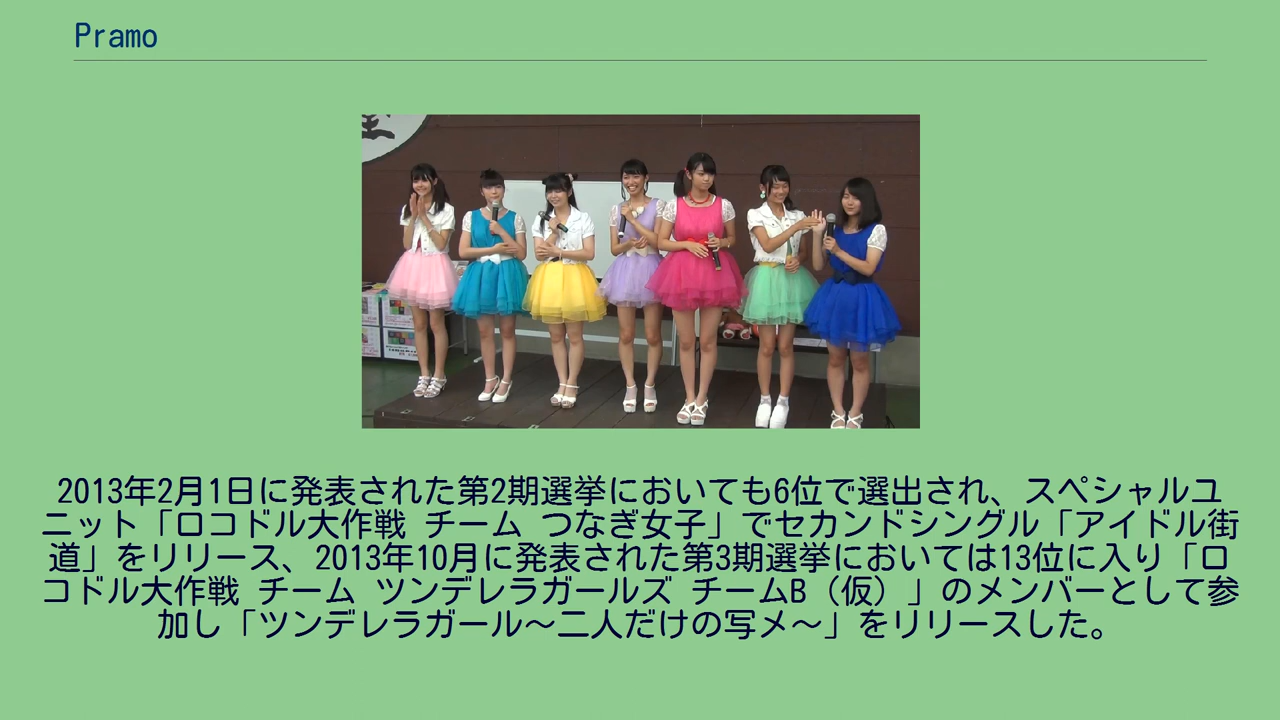 Pramo
2013年2月1日に発表された第2期選挙においても6位で選出され、スペシャルユ
ニット「ロコドル大作戦 チーム つなぎ女子」でセカンドシングル「アイドル街
道」をリリース、2013年10月に発表された第3期選挙においては13位に入り「ロ
コドル大作戦 チーム ツンデレラガールズ チームB（仮）」のメンバーとして参
加し「ツンデレラガール～二人だけの写メ～」をリリースした。